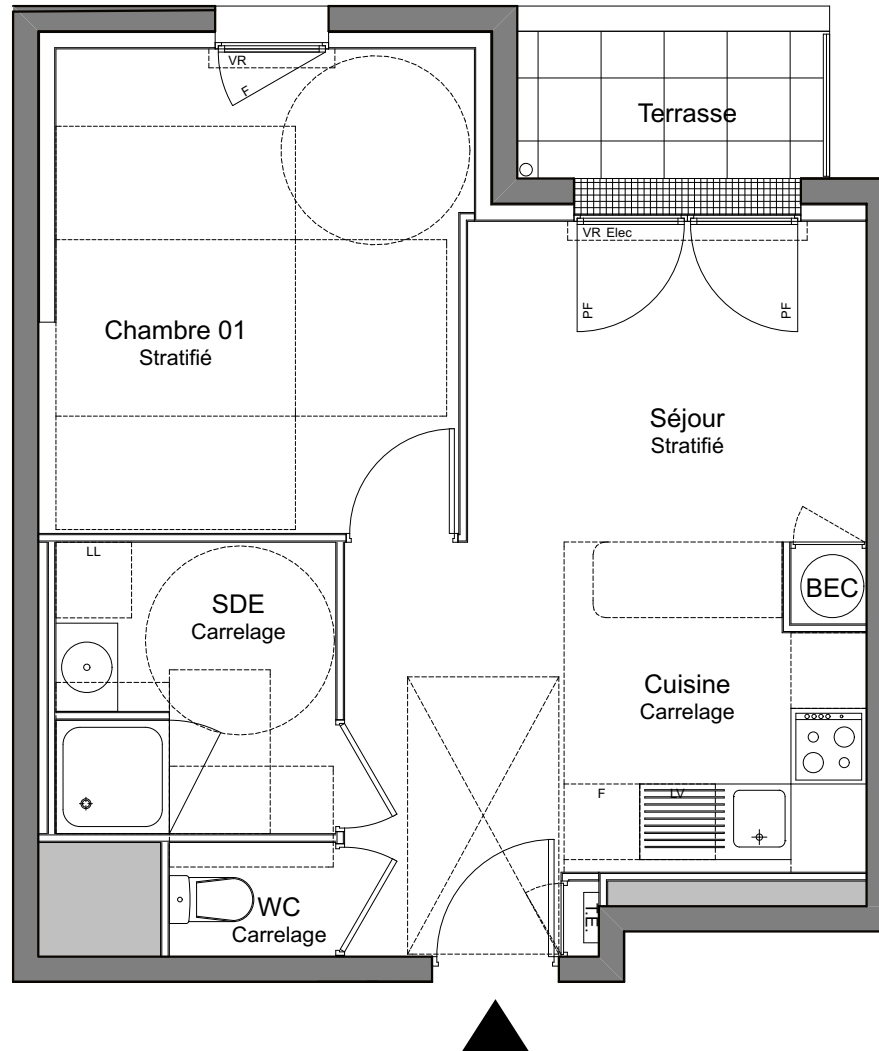 VR
F
Terrasse
VR Elec
PF
PF
Chambre 01
Stratifié
Séjour
Stratifié
LL
SDE
Carrelage
BEC
Cuisine
Carrelage
F
LV
WC
Carrelage
T.E.